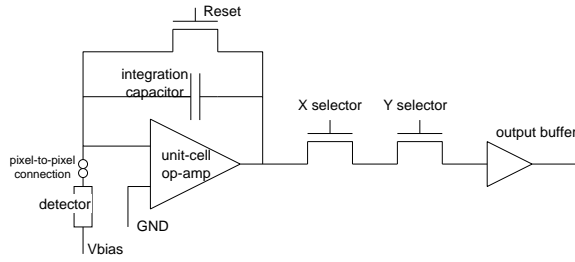 Reset
integration
capacitor
X selector
Y selector
output buffer
pixel-to-pixel
connection
unit-cell
op-amp
detector
GND
Vbias